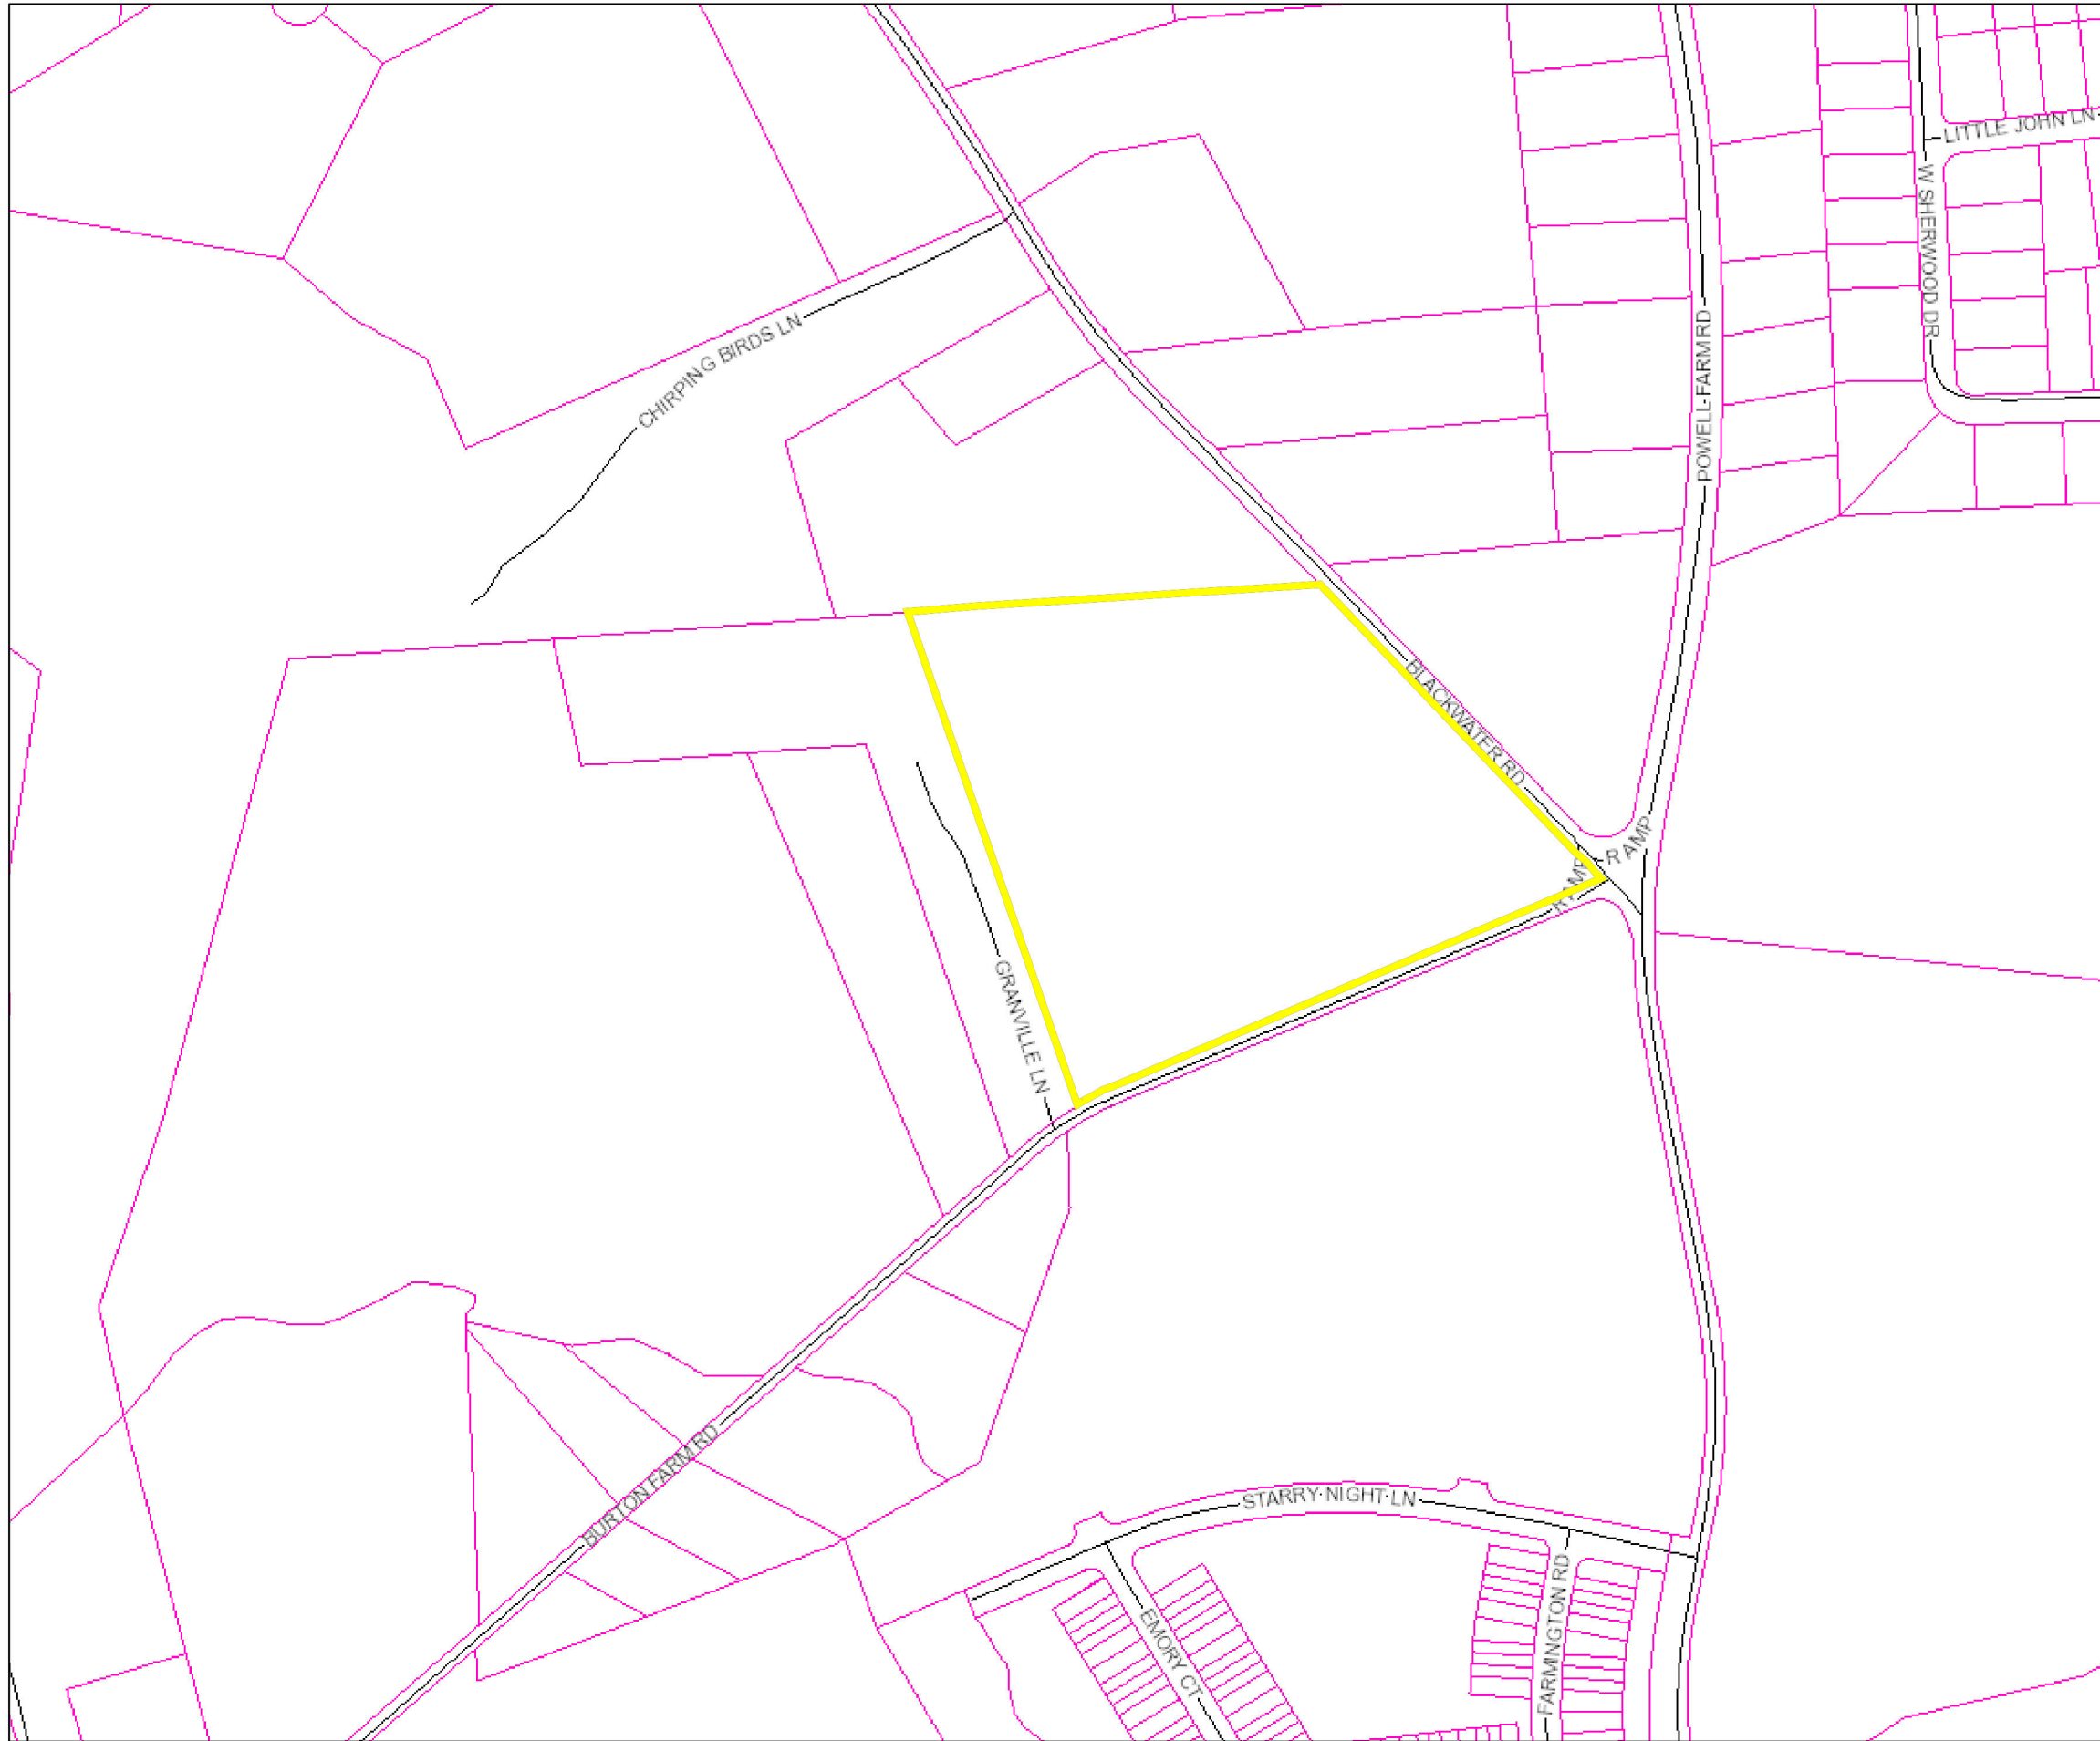 LITTLE JOHN LN
W SHERWOOD DR
CHIRPING BIRDS LN
POWELL FARM RD
BLACKWATER RD
RAMP
RAMP
GRANVILLE LN
BURTON FARM RD
STARRY NIGHT LN
FARMINGTON RD
EMORY CT